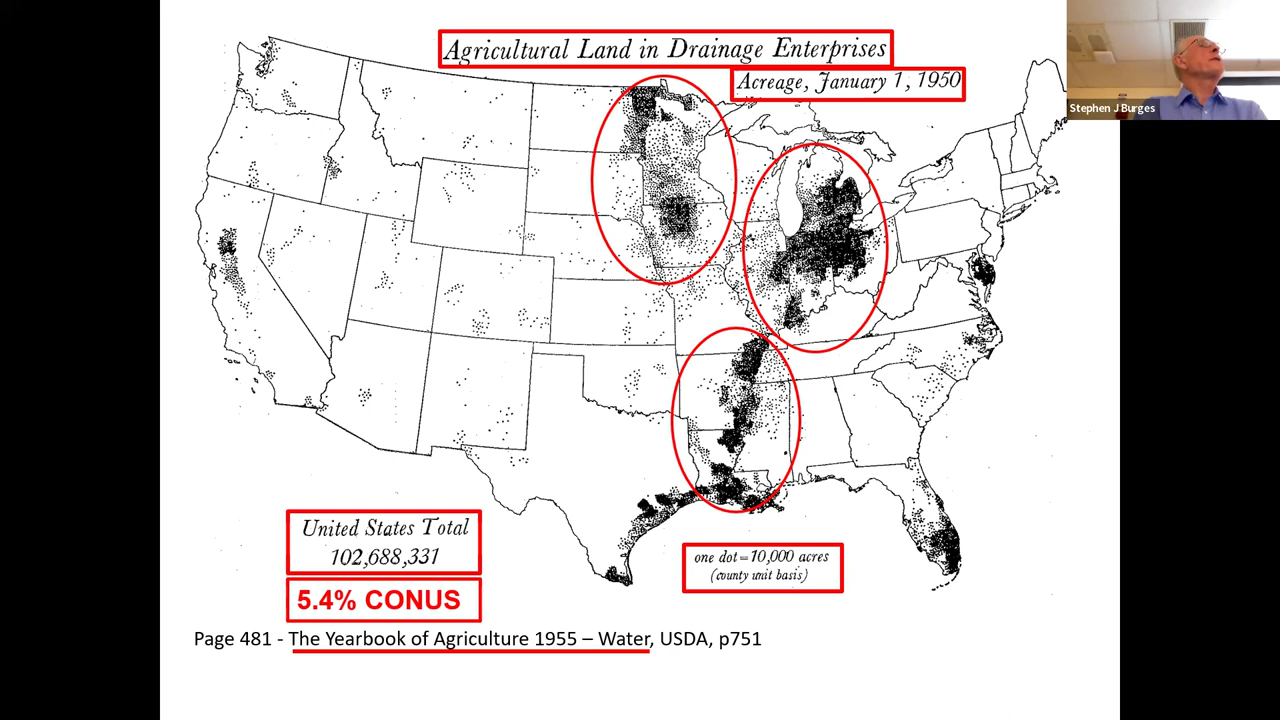 Agricultural Land in Drainage Enterprises
Acreage, January 1, 1950
Stephen J Burges
United States Total
102,688,331
one dot=10,000 acres
(county unit basis)
5.4% CONUS
Page 481 - The Yearbook of Agriculture 1955 – Water, USDA, p751